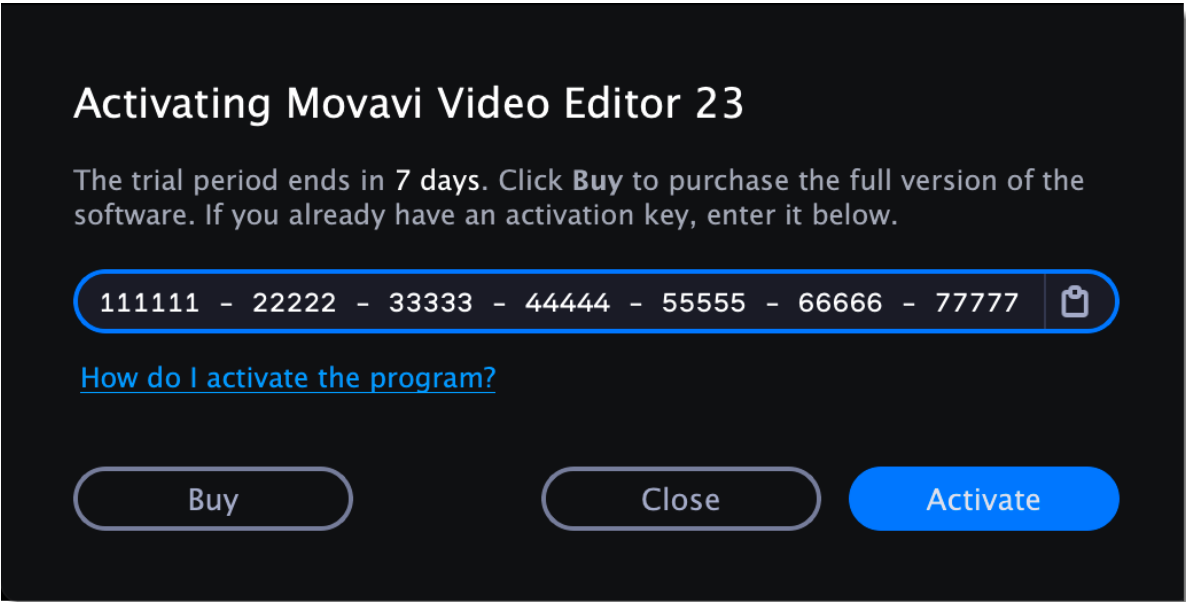 Activating Movavi Video Editor 23
The trial period ends in 7 days. Click Buy to purchase the full version of the
software. If you already have an activation key, enter it below.
111111 - 22222 - 33333 - 44444 - 55555 - 66666 - 77777
How do I activate the program?
Buy Close Activate